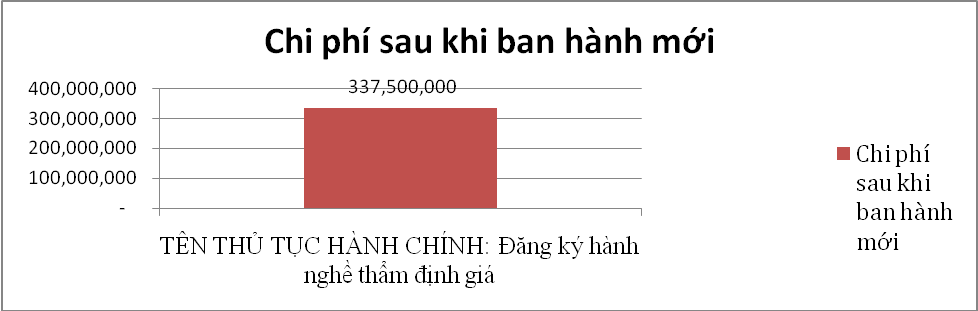 Chi phí sau khi ban hành mới
400,000,000
300,000,000
200,000,000
100,000,000
-
337,500,000
TÊN THỦ TỤC HÀNH CHÍNH: Đăng ký hành
nghề thẩm định giá
Chi phí
sau khi
ban hành
mới